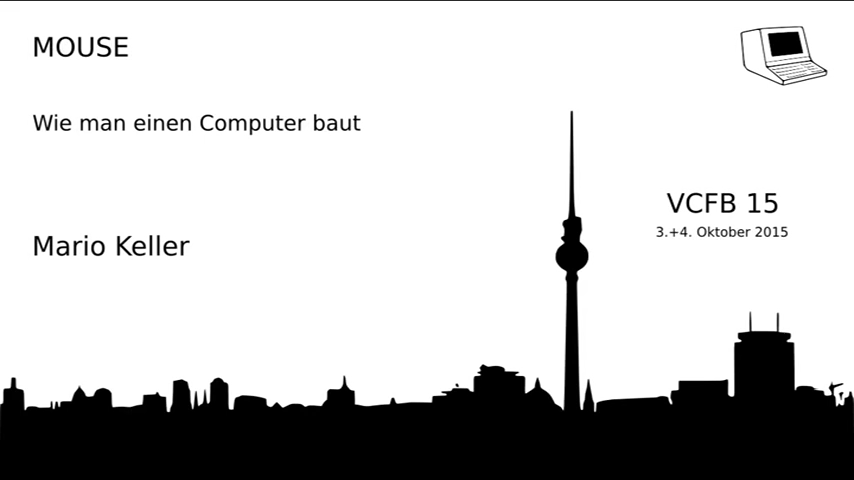 MOUSE
Wie man einen Computer baut
Mario Keller
VCFB 15
3.+4. Oktober 2015